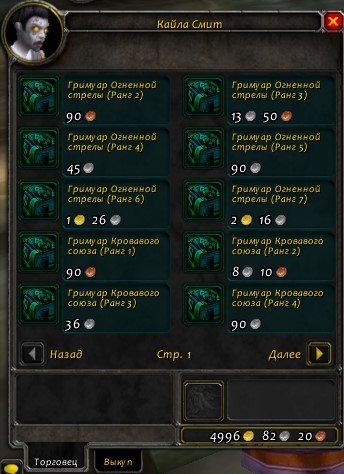 Кайла Смит
Гримуар Огненной
стрелы (Ранг 2)
90
Гримуар Огненной
стрелы (Ранг 3)
13 50
Гримуар Огненной
стрелы (Ранг 4)
45
Гримуар Огненной
стрелы (Ранг 5)
90
Гримуар Огненной
стрелы (Ранг 6)
1 26
Гримуар Огненной
стрелы (Ранг 7)
2 16
Гримуар Кровавого
союза (Ранг 1)
90
Гримуар Кровавого
союза (Ранг 2)
8 10
Гримуар Кровавого
союза (Ранг 3)
36
Гримуар Кровавого
союза (Ранг 4)
90
Назад Стр. 1 Далее
4996 82 20
Торговец Выкуп